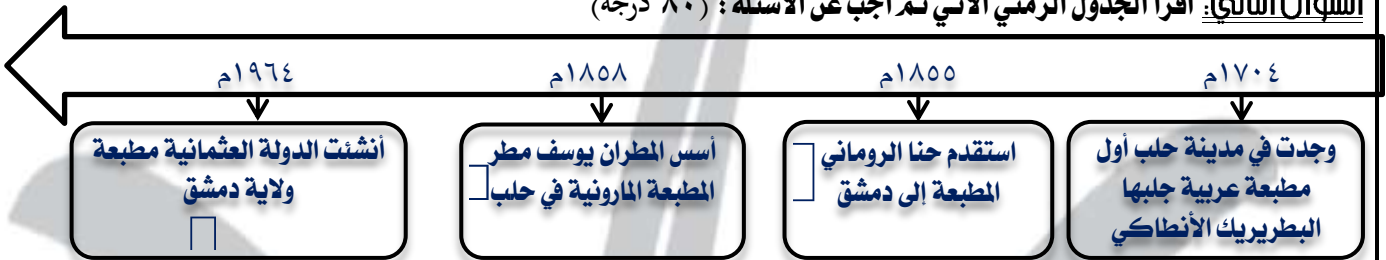 السؤال الثاني: اقرأ الجدول الزمني الآتي ثم أجب عن الأسئلة: (٨٠ درجة)
١٧٠٤م
١٨٥٥م
١٨٥٨م
١٩٦٤م
وجدت في مدينة حلب أول
مطبعة عربية جلبها
البطريريك الأنطاكي
استقدم حنا الروماني
المطبعة إلى دمشق
أسس المطران يوسف مطر
المطبعة المارونية في حلب
أنشئت الدولة العثمانية مطبعة
ولاية دمشق